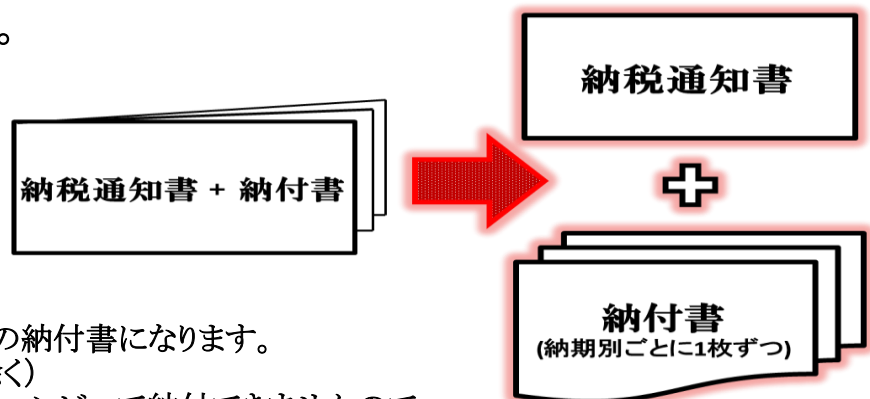 。
納税通知書
納税通知書 + 納付書
納付書
(納期別ごとに1枚ずつ)
の納付書になります。
く)